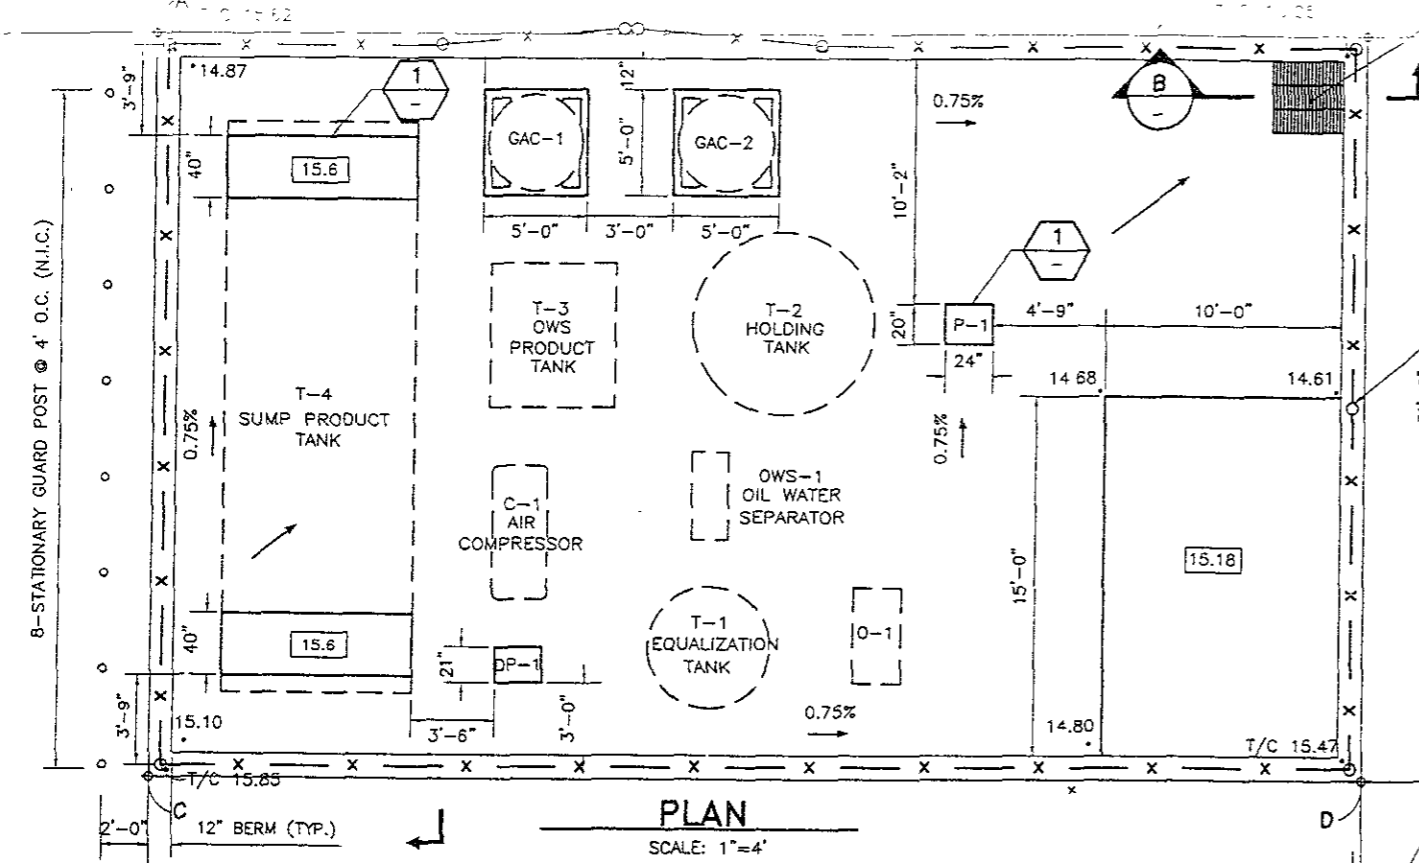 14.87
1
–
12"
B
–
0.75%
3'-9"
40"
15.6
GAC-1
5'-0"
GAC-2
10'-2"
5'-0"
3'-0"
5'-0"
1
–
8-STATIONARY GUARD POST @ 4' O.C. (N.I.C.)
T-3
OWS
PRODUCT
TANK
T-2
HOLDING
TANK
20"
P-1
4'-9"
10'-0"
24"
14.68
14.61
T-4
SUMP PRODUCT
TANK
0.75%
0.75%
C-1
AIR
COMPRESSOR
OWS-1
OIL WATER
SEPARATOR
15'-0"
15.18
40"
15.6
21"
DP-1
T-1
EQUALIZATION
TANK
O-1
3'-9"
15.10
3'-6"
3'-0"
0.75%
14.80
T/C 15.47
T/C 15.85
C
D
2'-0"
12" BERM (TYP.)
PLAN
SCALE: 1"=4'